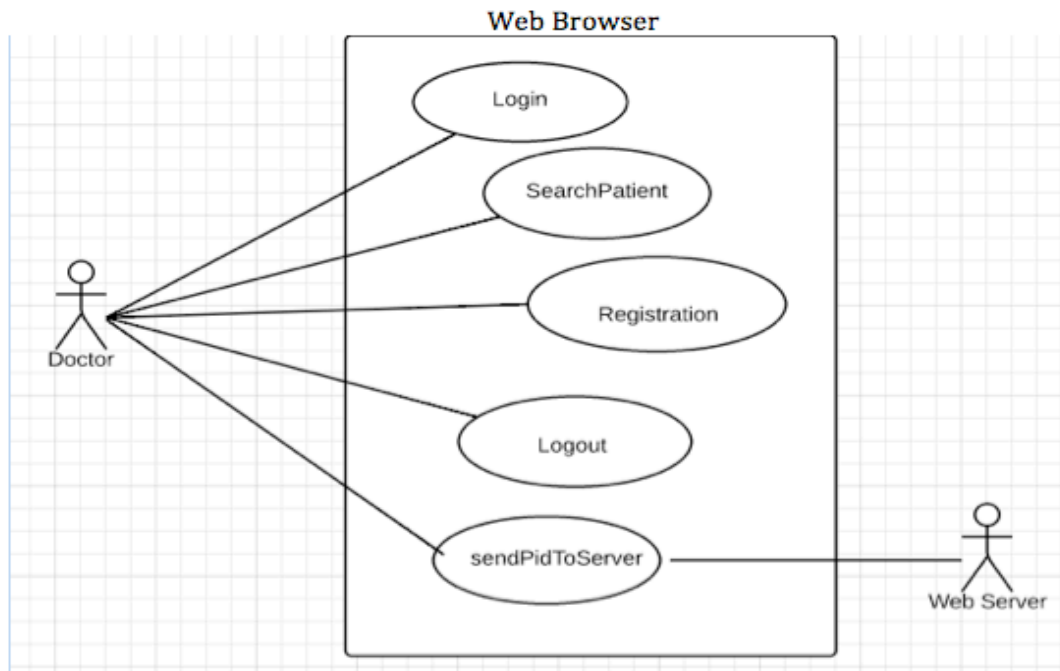 Web Browser
Login
SearchPatient
Registration
Doctor
Logout
sendPidToServer
Web Server